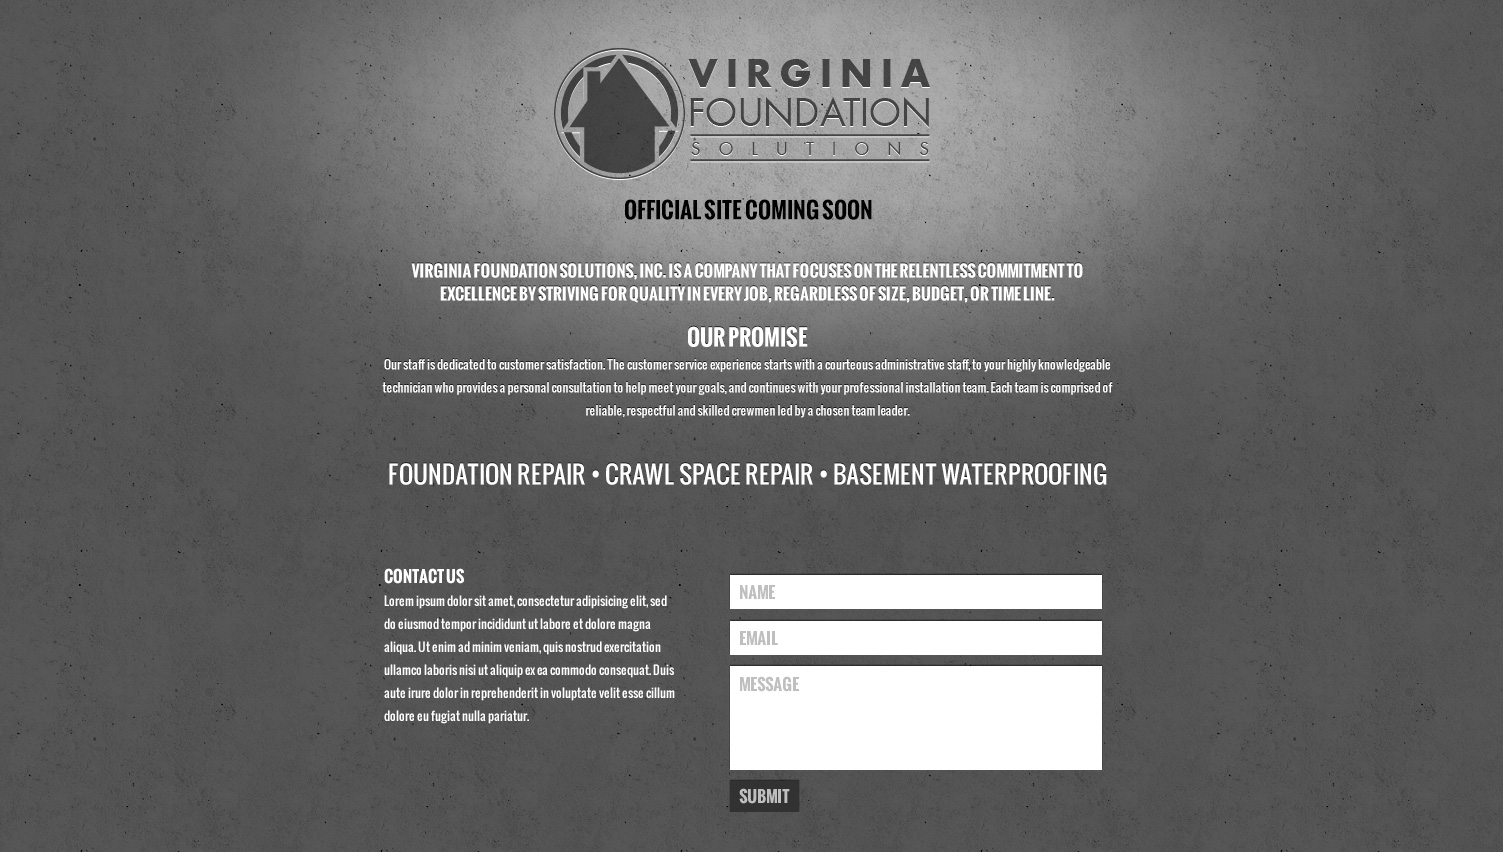 VIRGINIA
FOUNDATION
SOLUTIONS
OFFICIAL SITE COMING SOON
VIRGINIA FOUNDATION SOLUTIONS, INC. IS A COMPANY THAT FOCUSES ON THE RELENTLESS COMMITMENT TO
EXCELLENCE BY STRIVING FOR QUALITY IN EVERY JOB, REGARDLESS OF SIZE, BUDGET, OR TIME LINE.
OUR PROMISE
Our staff is dedicated to customer satisfaction. The customer service experience starts with a courteous administrative staff, to your highly knowledgeable
technician who provides a personal consultation to help meet your goals, and continues with your professional installation team. Each team is comprised of
reliable, respectful and skilled crewmen led by a chosen team leader.
FOUNDATION REPAIR • CRAWL SPACE REPAIR • BASEMENT WATERPROOFING
CONTACT US
Lorem ipsum dolor sit amet, consectetur adipisicing elit, sed
do eiusmod tempor incididunt ut labore et dolore magna
aliqua. Ut enim ad minim veniam, quis nostrud exercitation
ullamco laboris nisi ut aliquip ex ea commodo consequat. Duis
aute irure dolor in reprehenderit in voluptate velit esse cillum
dolore eu fugiat nulla pariatur.
NAME
EMAIL
MESSAGE
SUBMIT